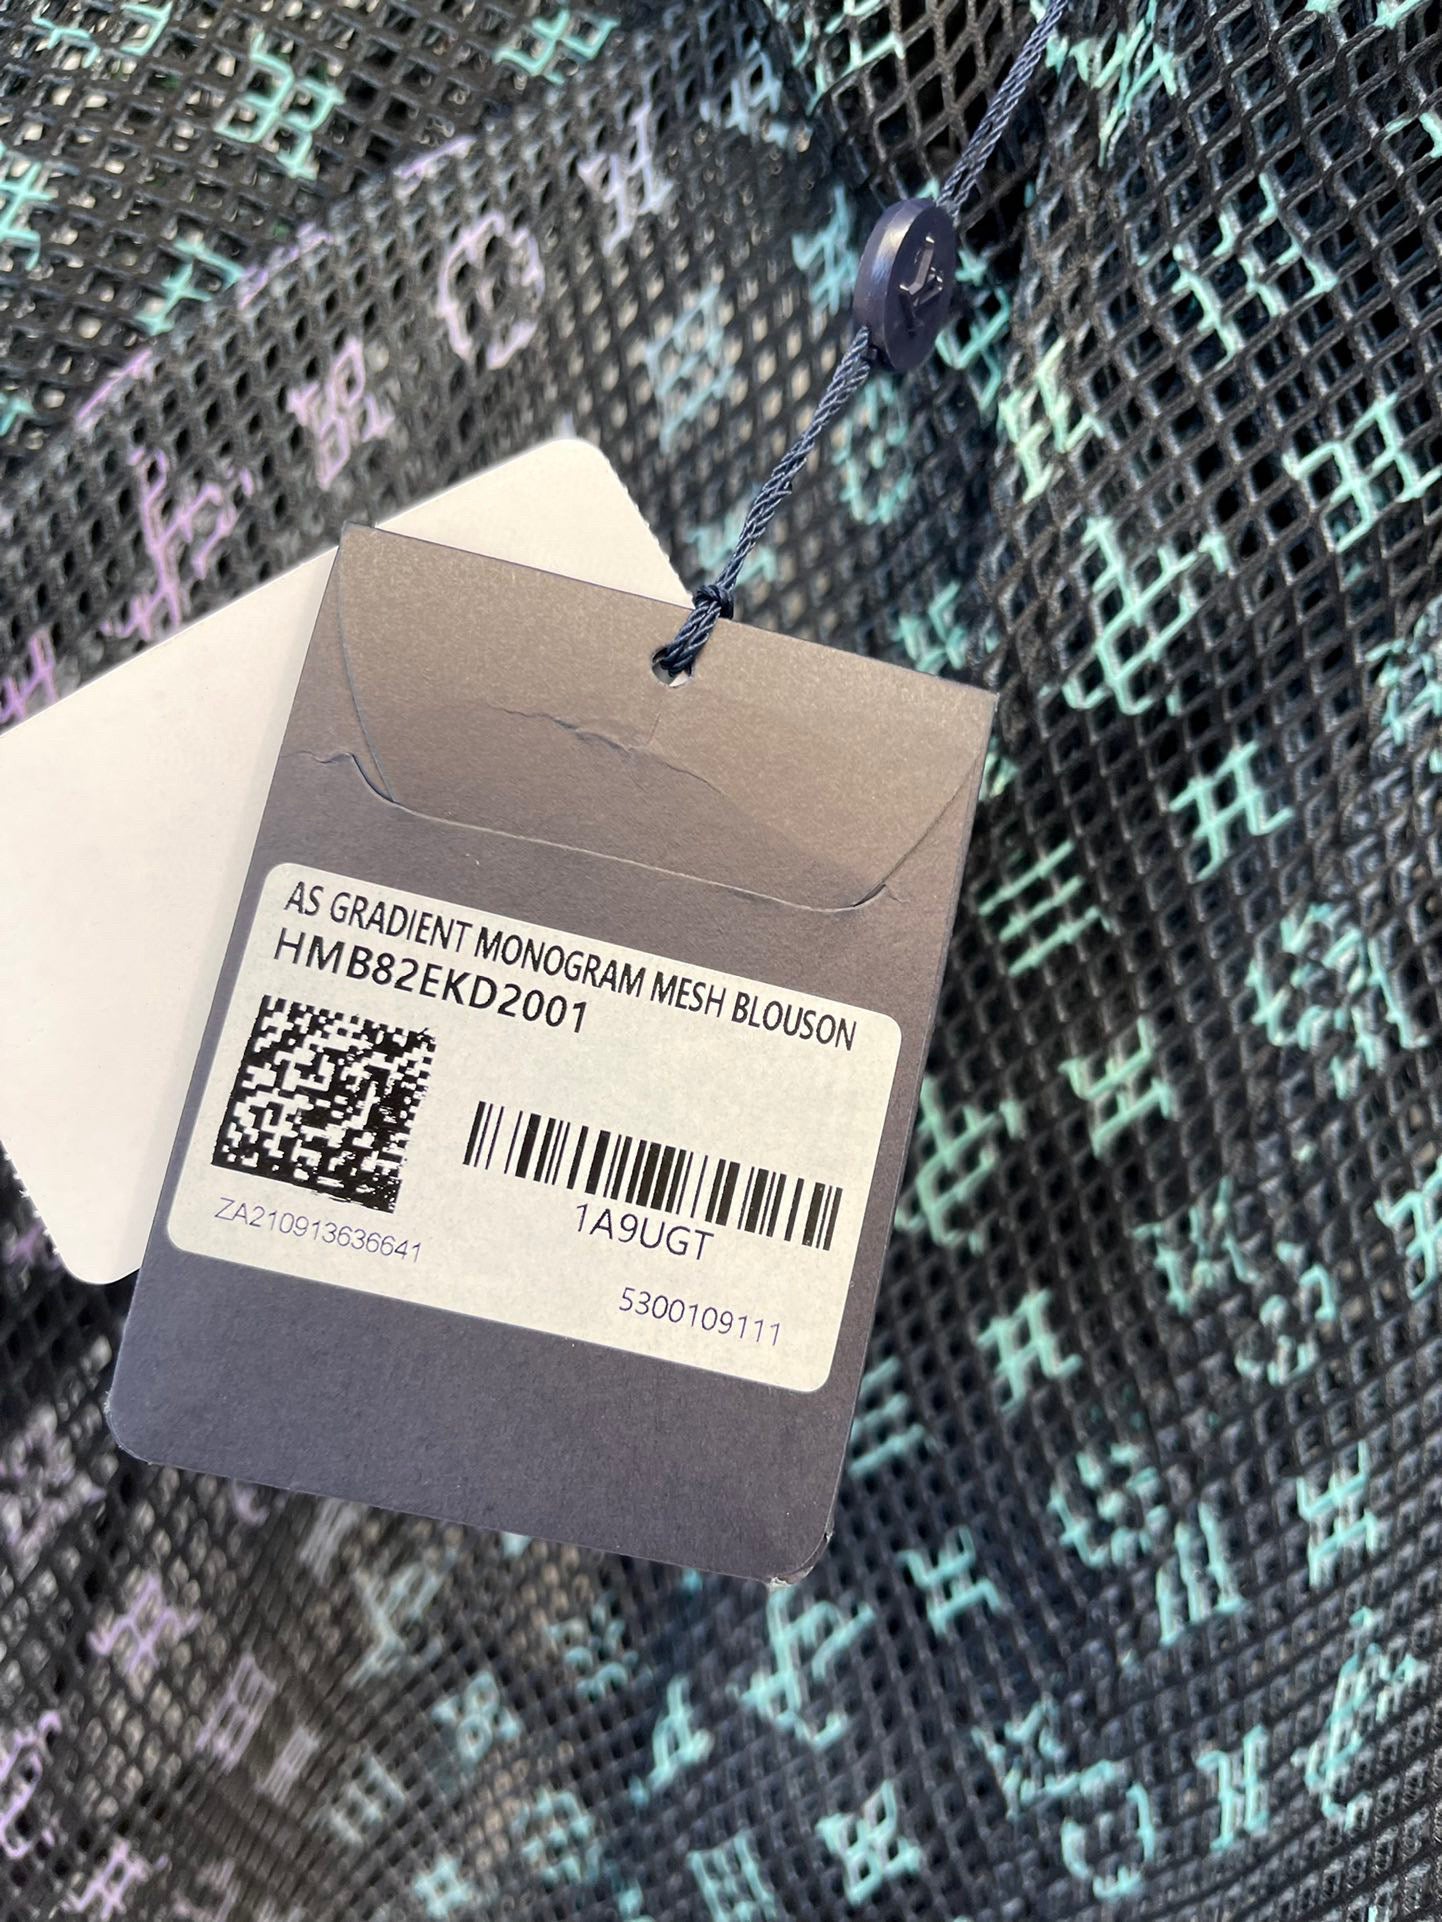 AS GRADIENT MONOGRAM MESH BLOUSON
HMB82EKD2001
1A9UGT
ZA210913636641
5300109111